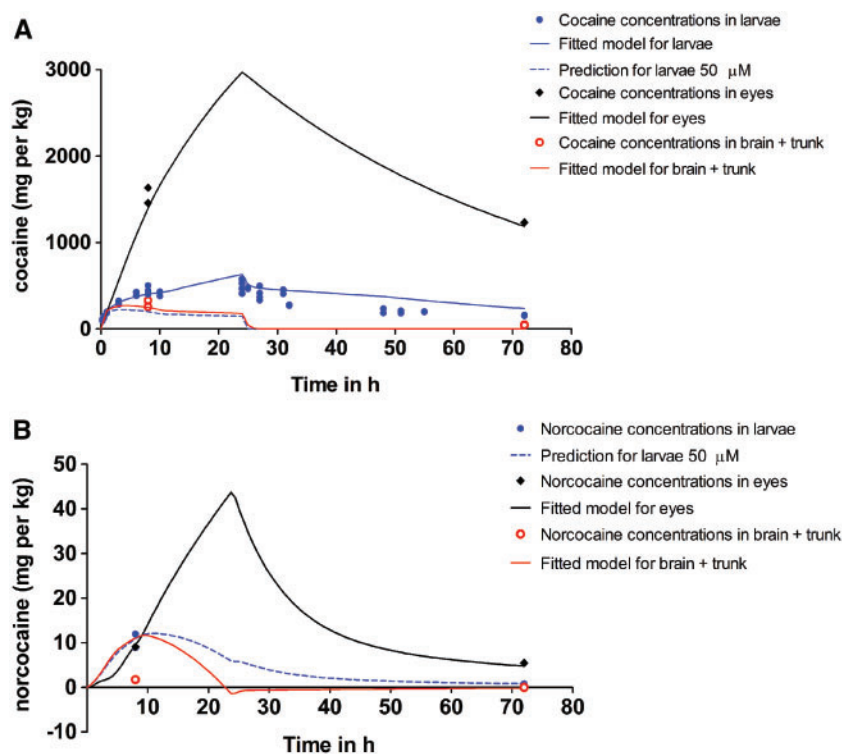 A
Cocaine concentrations in larvae
Fitted model for larvae
Prediction for larvae 50 μM
Cocaine concentrations in eyes
Fitted model for eyes
Cocaine concentrations in brain + trunk
Fitted model for brain + trunk
cocaine (mg per kg)
3000
2000
1000
0
0 10 20 30 40 50 60 70 80
Time in h
B
Norcocaine concentrations in larvae
Prediction for larvae 50 μM
Norcocaine concentrations in eyes
Fitted model for eyes
Norcocaine concentrations in brain + trunk
Fitted model for brain + trunk
norcocaine (mg per kg)
50
40
30
20
10
0
-10
10 20 30 40 50 60 70 80
Time in h